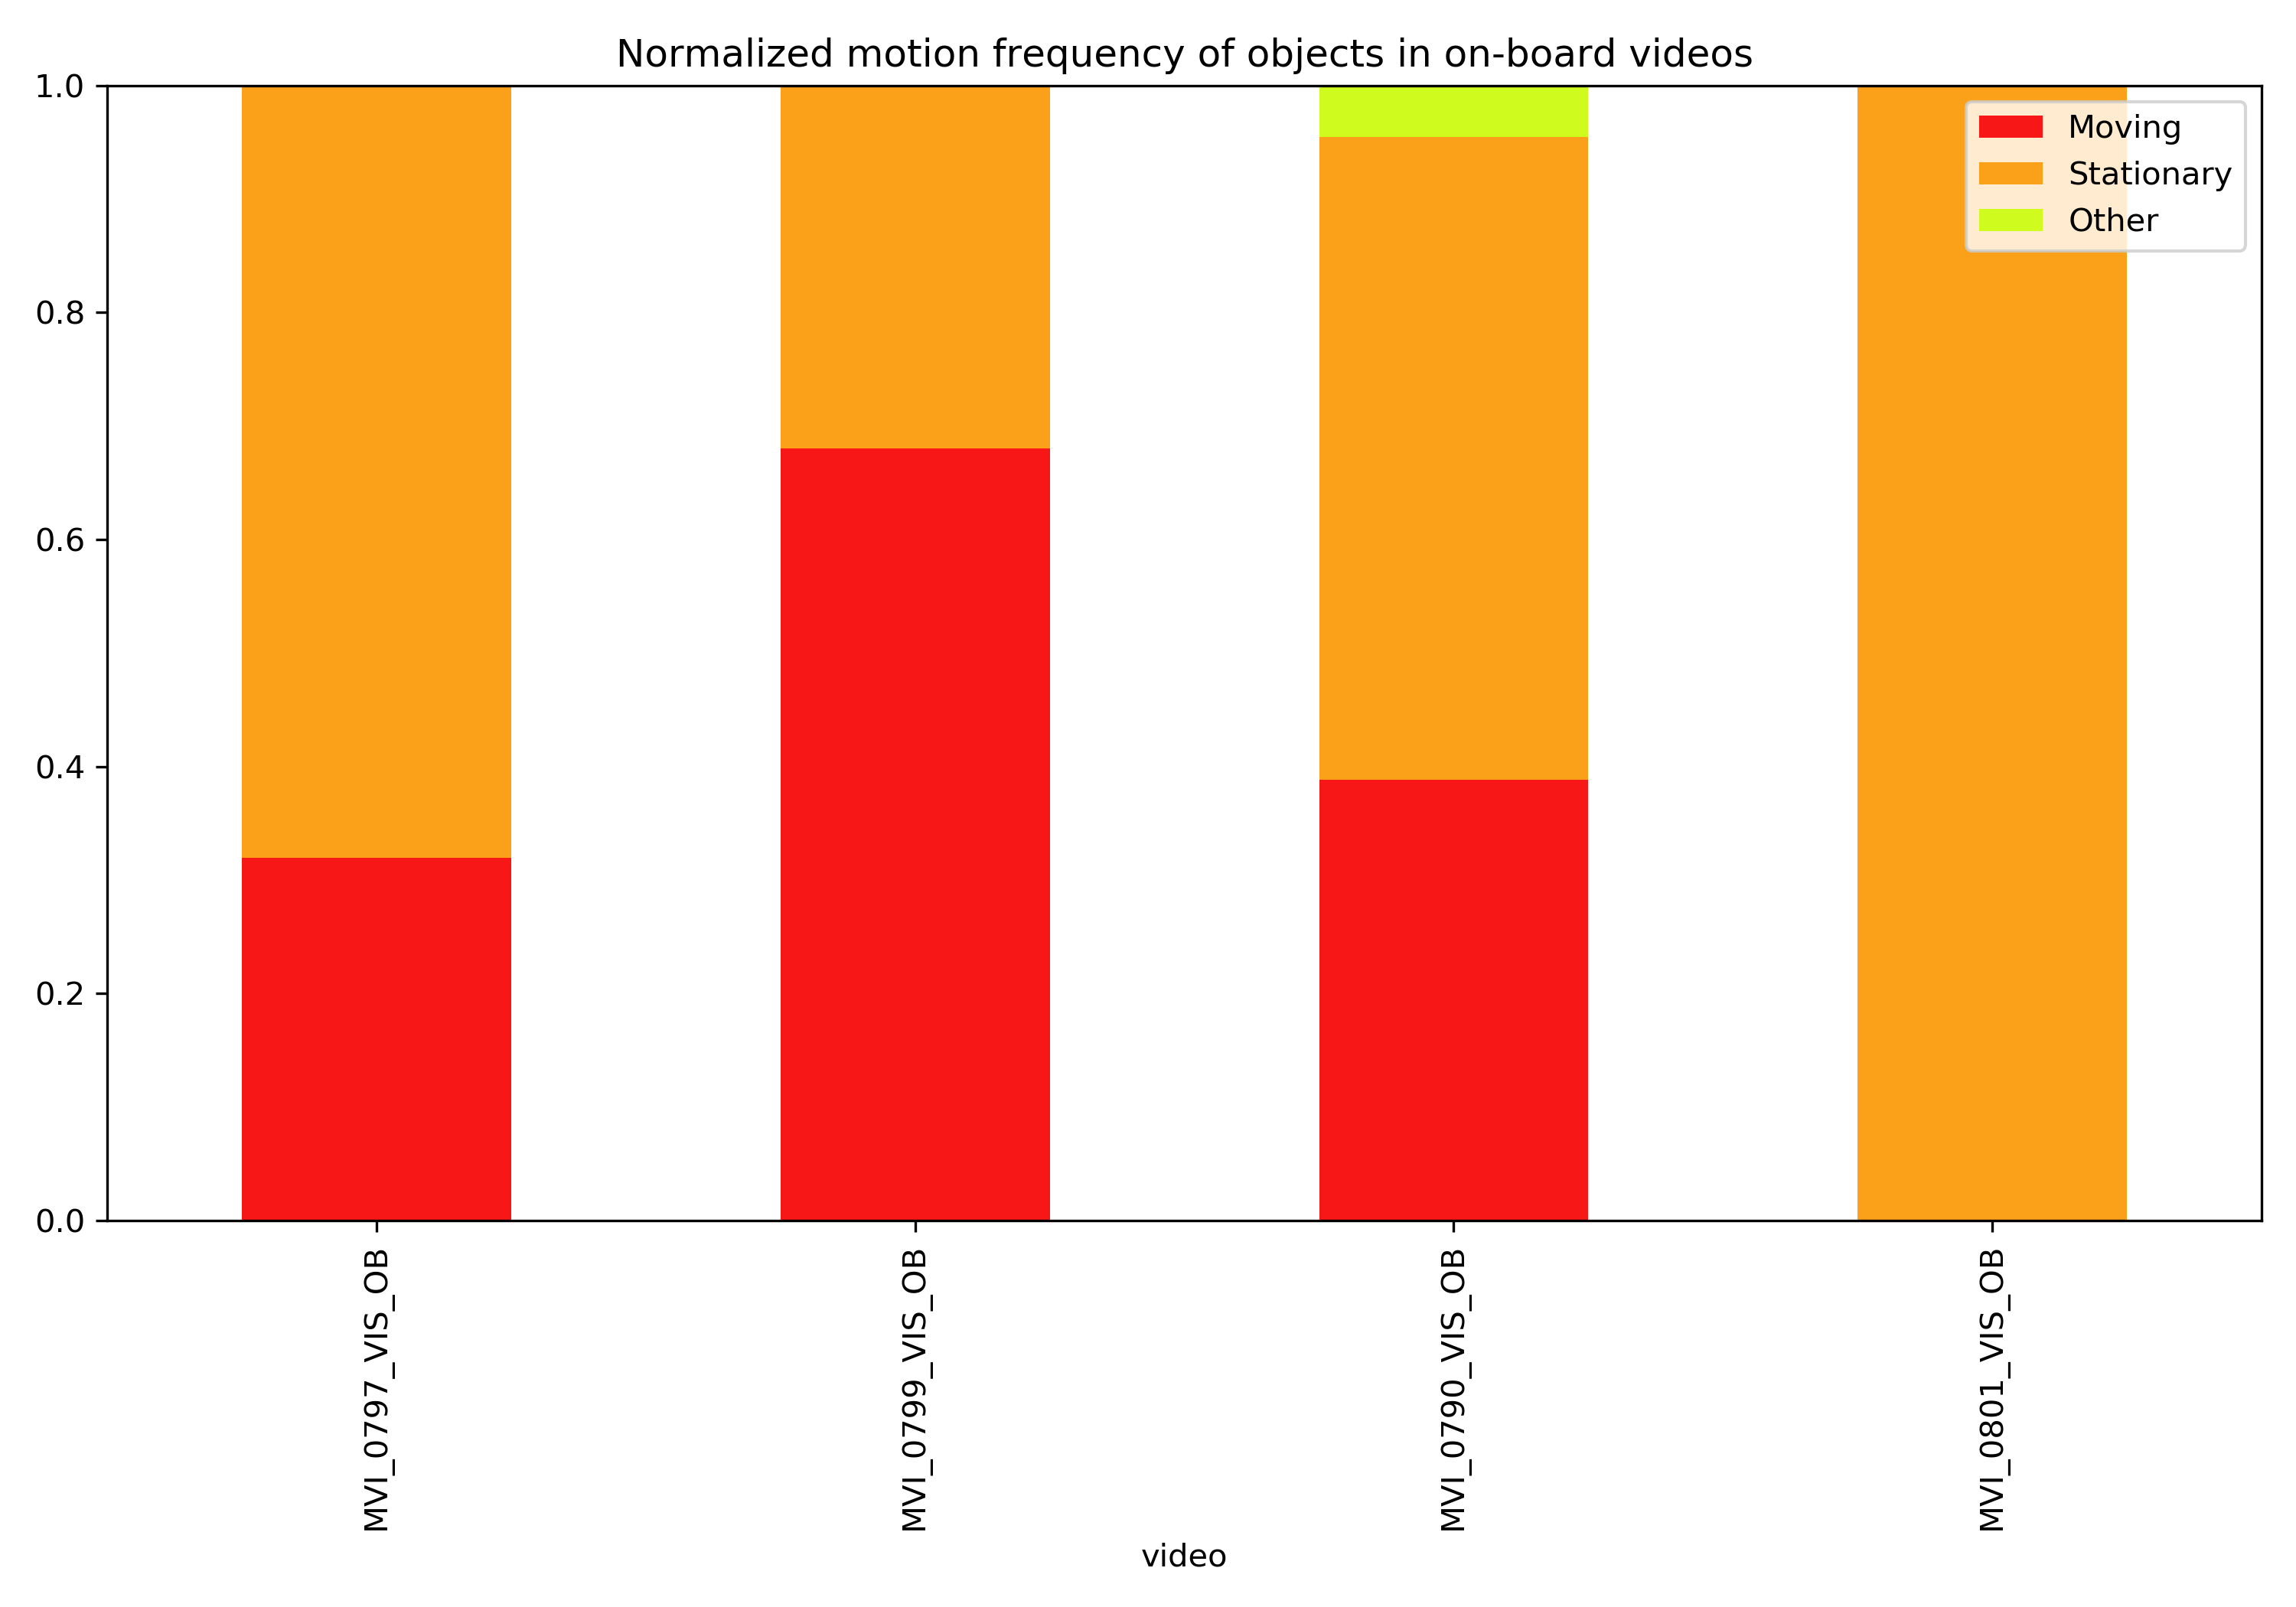 Normalized motion frequency of objects in on-board videos
1.0
0.8
0.6
0.4
0.2
0.0
Moving
Stationary
Other
MVI_0797_VIS_OB
MVI_0799_VIS_OB
MVI_0790_VIS_OB
MVI_0801_VIS_OB
video